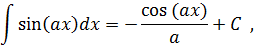 ∫ sin(ax)dx = − cos (ax) / a + C ,